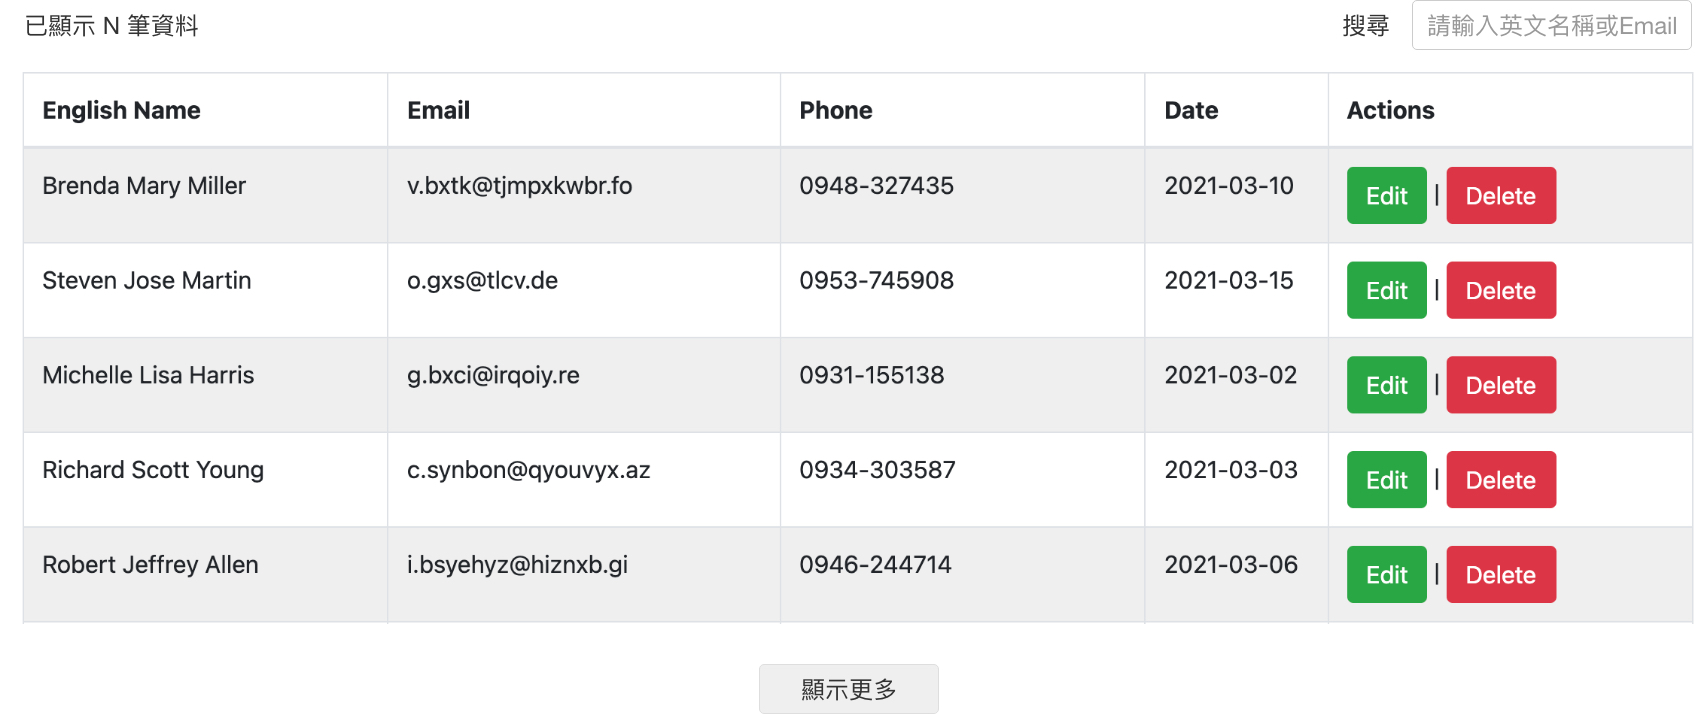 已顯示 N 筆資料 搜尋 請輸入英文名稱或Email
English Name Email Phone Date Actions
Brenda Mary Miller v.bxtk@tjmpxkwbr.fo 0948-327435 2021-03-10 Edit | Delete
Steven Jose Martin o.gxs@tlcv.de 0953-745908 2021-03-15 Edit | Delete
Michelle Lisa Harris g.bxci@irqoiy.re 0931-155138 2021-03-02 Edit | Delete
Richard Scott Young c.synbon@qyouvyx.az 0934-303587 2021-03-03 Edit | Delete
Robert Jeffrey Allen i.bsyehyz@hiznxb.gi 0946-244714 2021-03-06 Edit | Delete
顯示更多